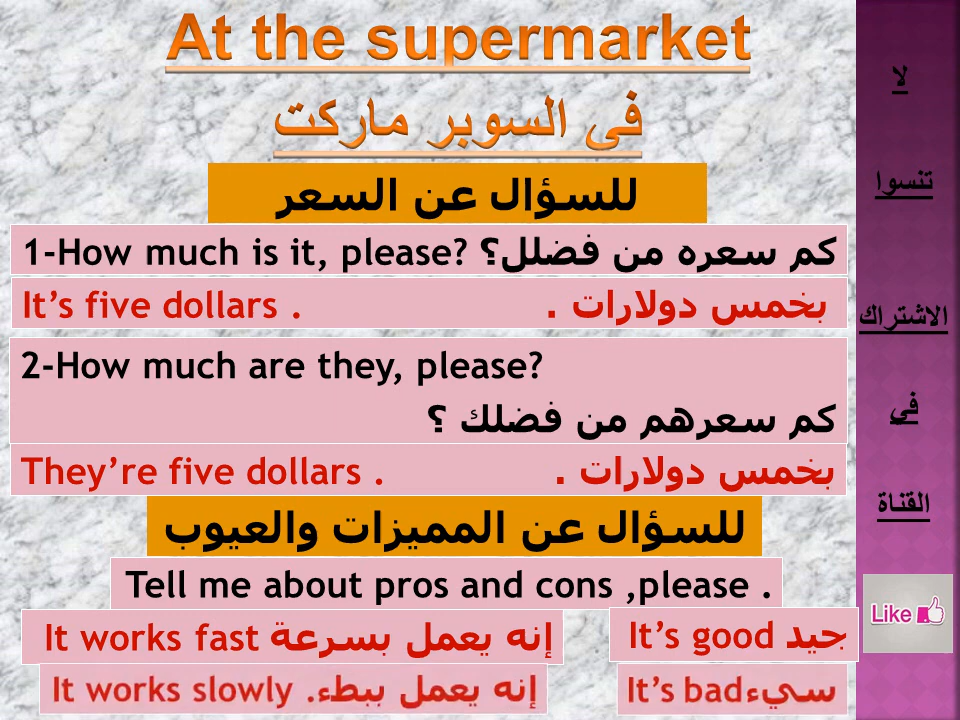 At the supermarket
في السوبر ماركت
للسؤال عن السعر
1-How much is it, please? كم سعره من فضلل؟
It’s five dollars . بخمس دولارات .
2-How much are they, please?
كم سعرهم من فضلك ؟
They’re five dollars . بخمس دولارات .
للسؤال عن المميزات والعيوب
Tell me about pros and cons ,please .
It works fast إنه يعمل بسرعة
It’s good جيد
It works slowly .إنه يعمل ببطء
It’s bad سيء
لا
تنسوا
الاشتراك
في
القناة
Like